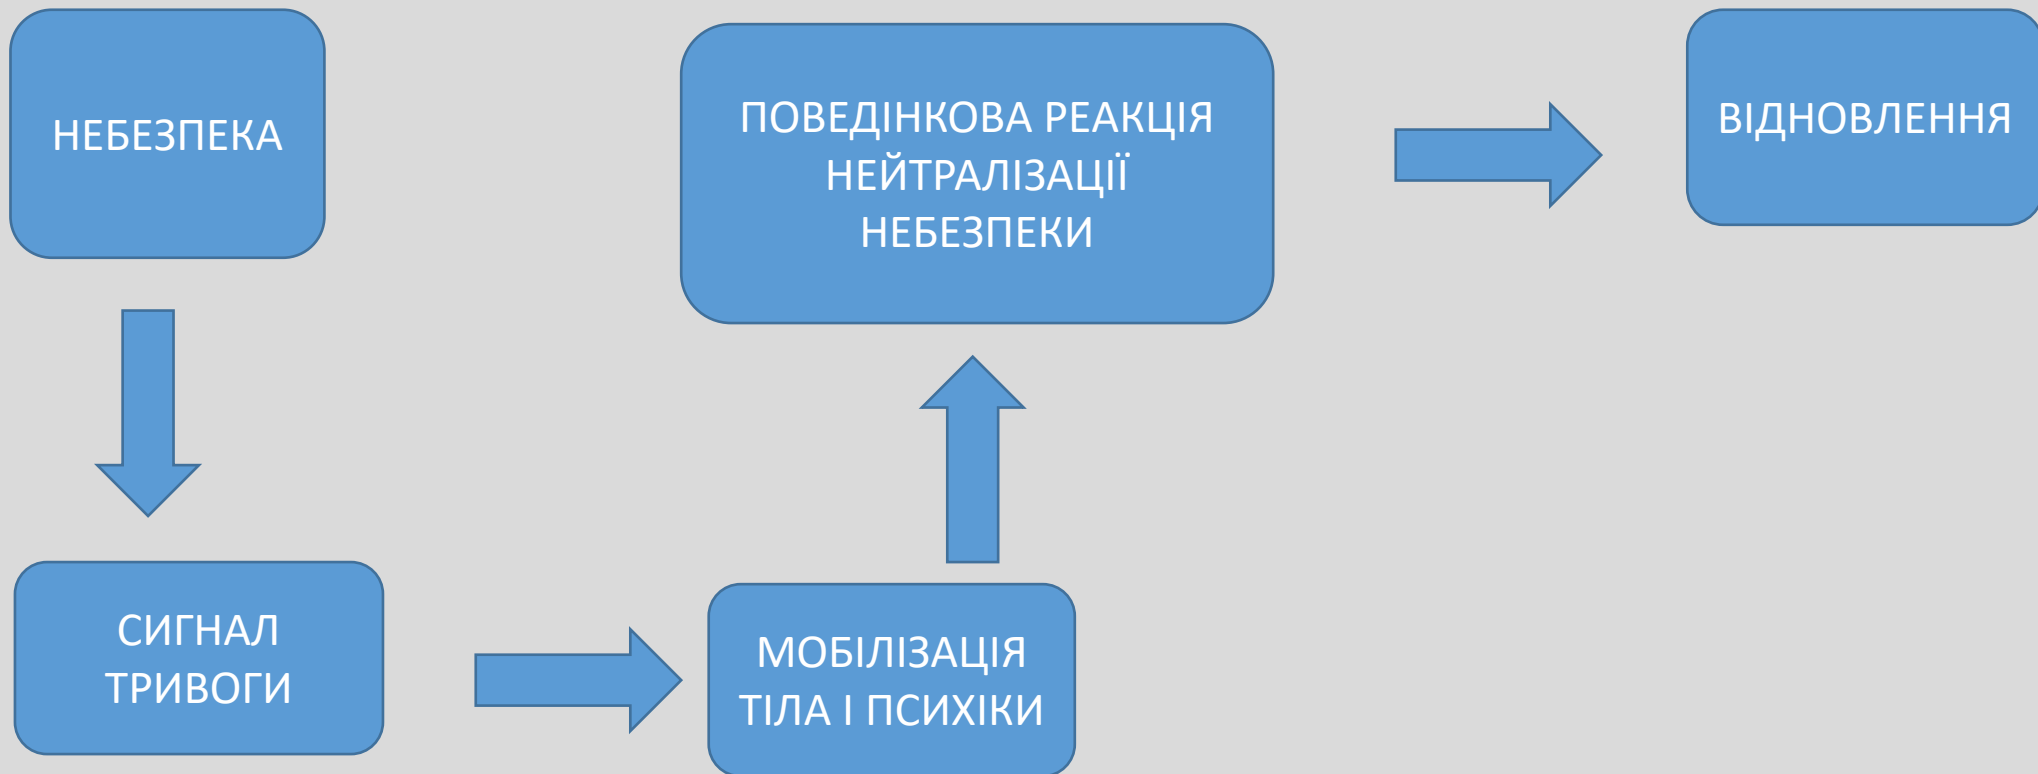 НЕБЕЗПЕКА
СИГНАЛ
ТРИВОГИ
МОБІЛІЗАЦІЯ
ТІЛА І ПСИХІКИ
ПОВЕДІНКОВА РЕАКЦІЯ
НЕЙТРАЛІЗАЦІЇ
НЕБЕЗПЕКИ
ВІДНОВЛЕННЯ